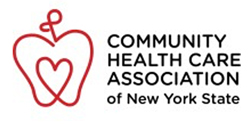 COMMUNITY
HEALTH CARE
ASSOCIATION
of New York State